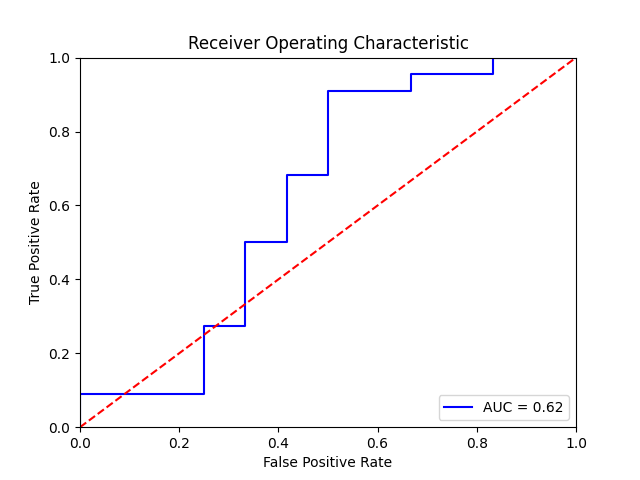 Receiver Operating Characteristic
True Positive Rate
1.0
0.8
0.6
0.4
0.2
0.0
AUC = 0.62
0.0 0.2 0.4 0.6 0.8 1.0
False Positive Rate